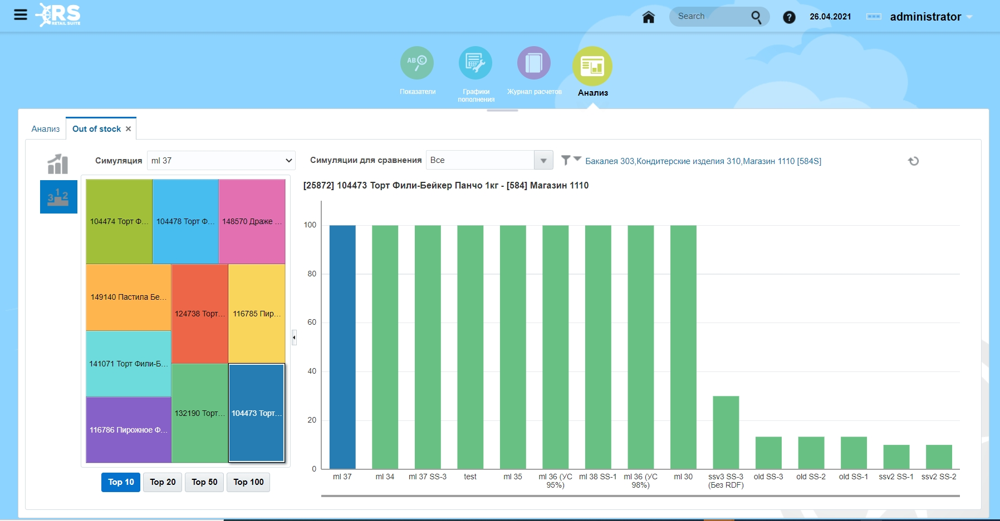 RS
RETAIL SUITE
Search
?
26.04.2021
administrator
ABC
Показатели
Графики
пополнения
Журнал расчетов
Анализ
Анализ
Out of stock ×
Симуляция
ml 37
Симуляции для сравнения
Все
Бакалея 303,Кондитерские изделия 310,Магазин 1110 [584S]
3 1 2
[25872] 104473 Торт Фили-Бейкер Панчо 1кг - [584] Магазин 1110
104474 Торт Ф...
104478 Торт Ф...
148570 Драже ...
149140 Пастила Бе...
124738 Торт...
116785 Пир...
141071 Торт Фили-Б...
132190 Торт...
104473 Торт...
116786 Пирожное Ф...
Top 10
Top 20
Top 50
Top 100
100
80
60
40
20
0
ml 37
ml 34
ml 37 SS-3
test
ml 35
ml 36 (УС
95%)
ml 38 SS-1
ml 36 (УС
98%)
ml 30
ssv3 SS-3
(Без RDF)
old SS-3
old SS-2
old SS-1
ssv2 SS-1
ssv2 SS-2